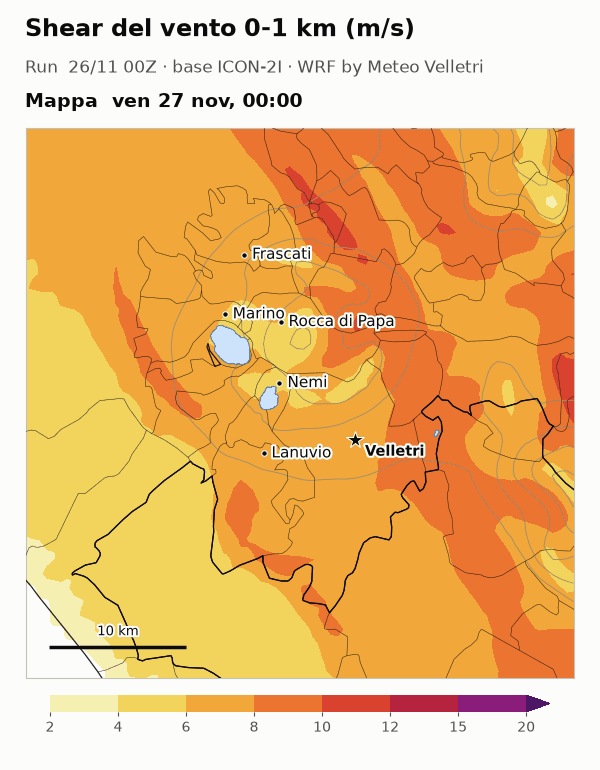 Shear del vento 0-1 km (m/s)
Run  26/11 00Z · base ICON-2I · WRF by Meteo Velletri
Mappa  ven 27 nov, 00:00
Frascati
Marino
Rocca di Papa
Nemi
Velletri
Lanuvio
10 km
2 4 6 8 10 12 15 20